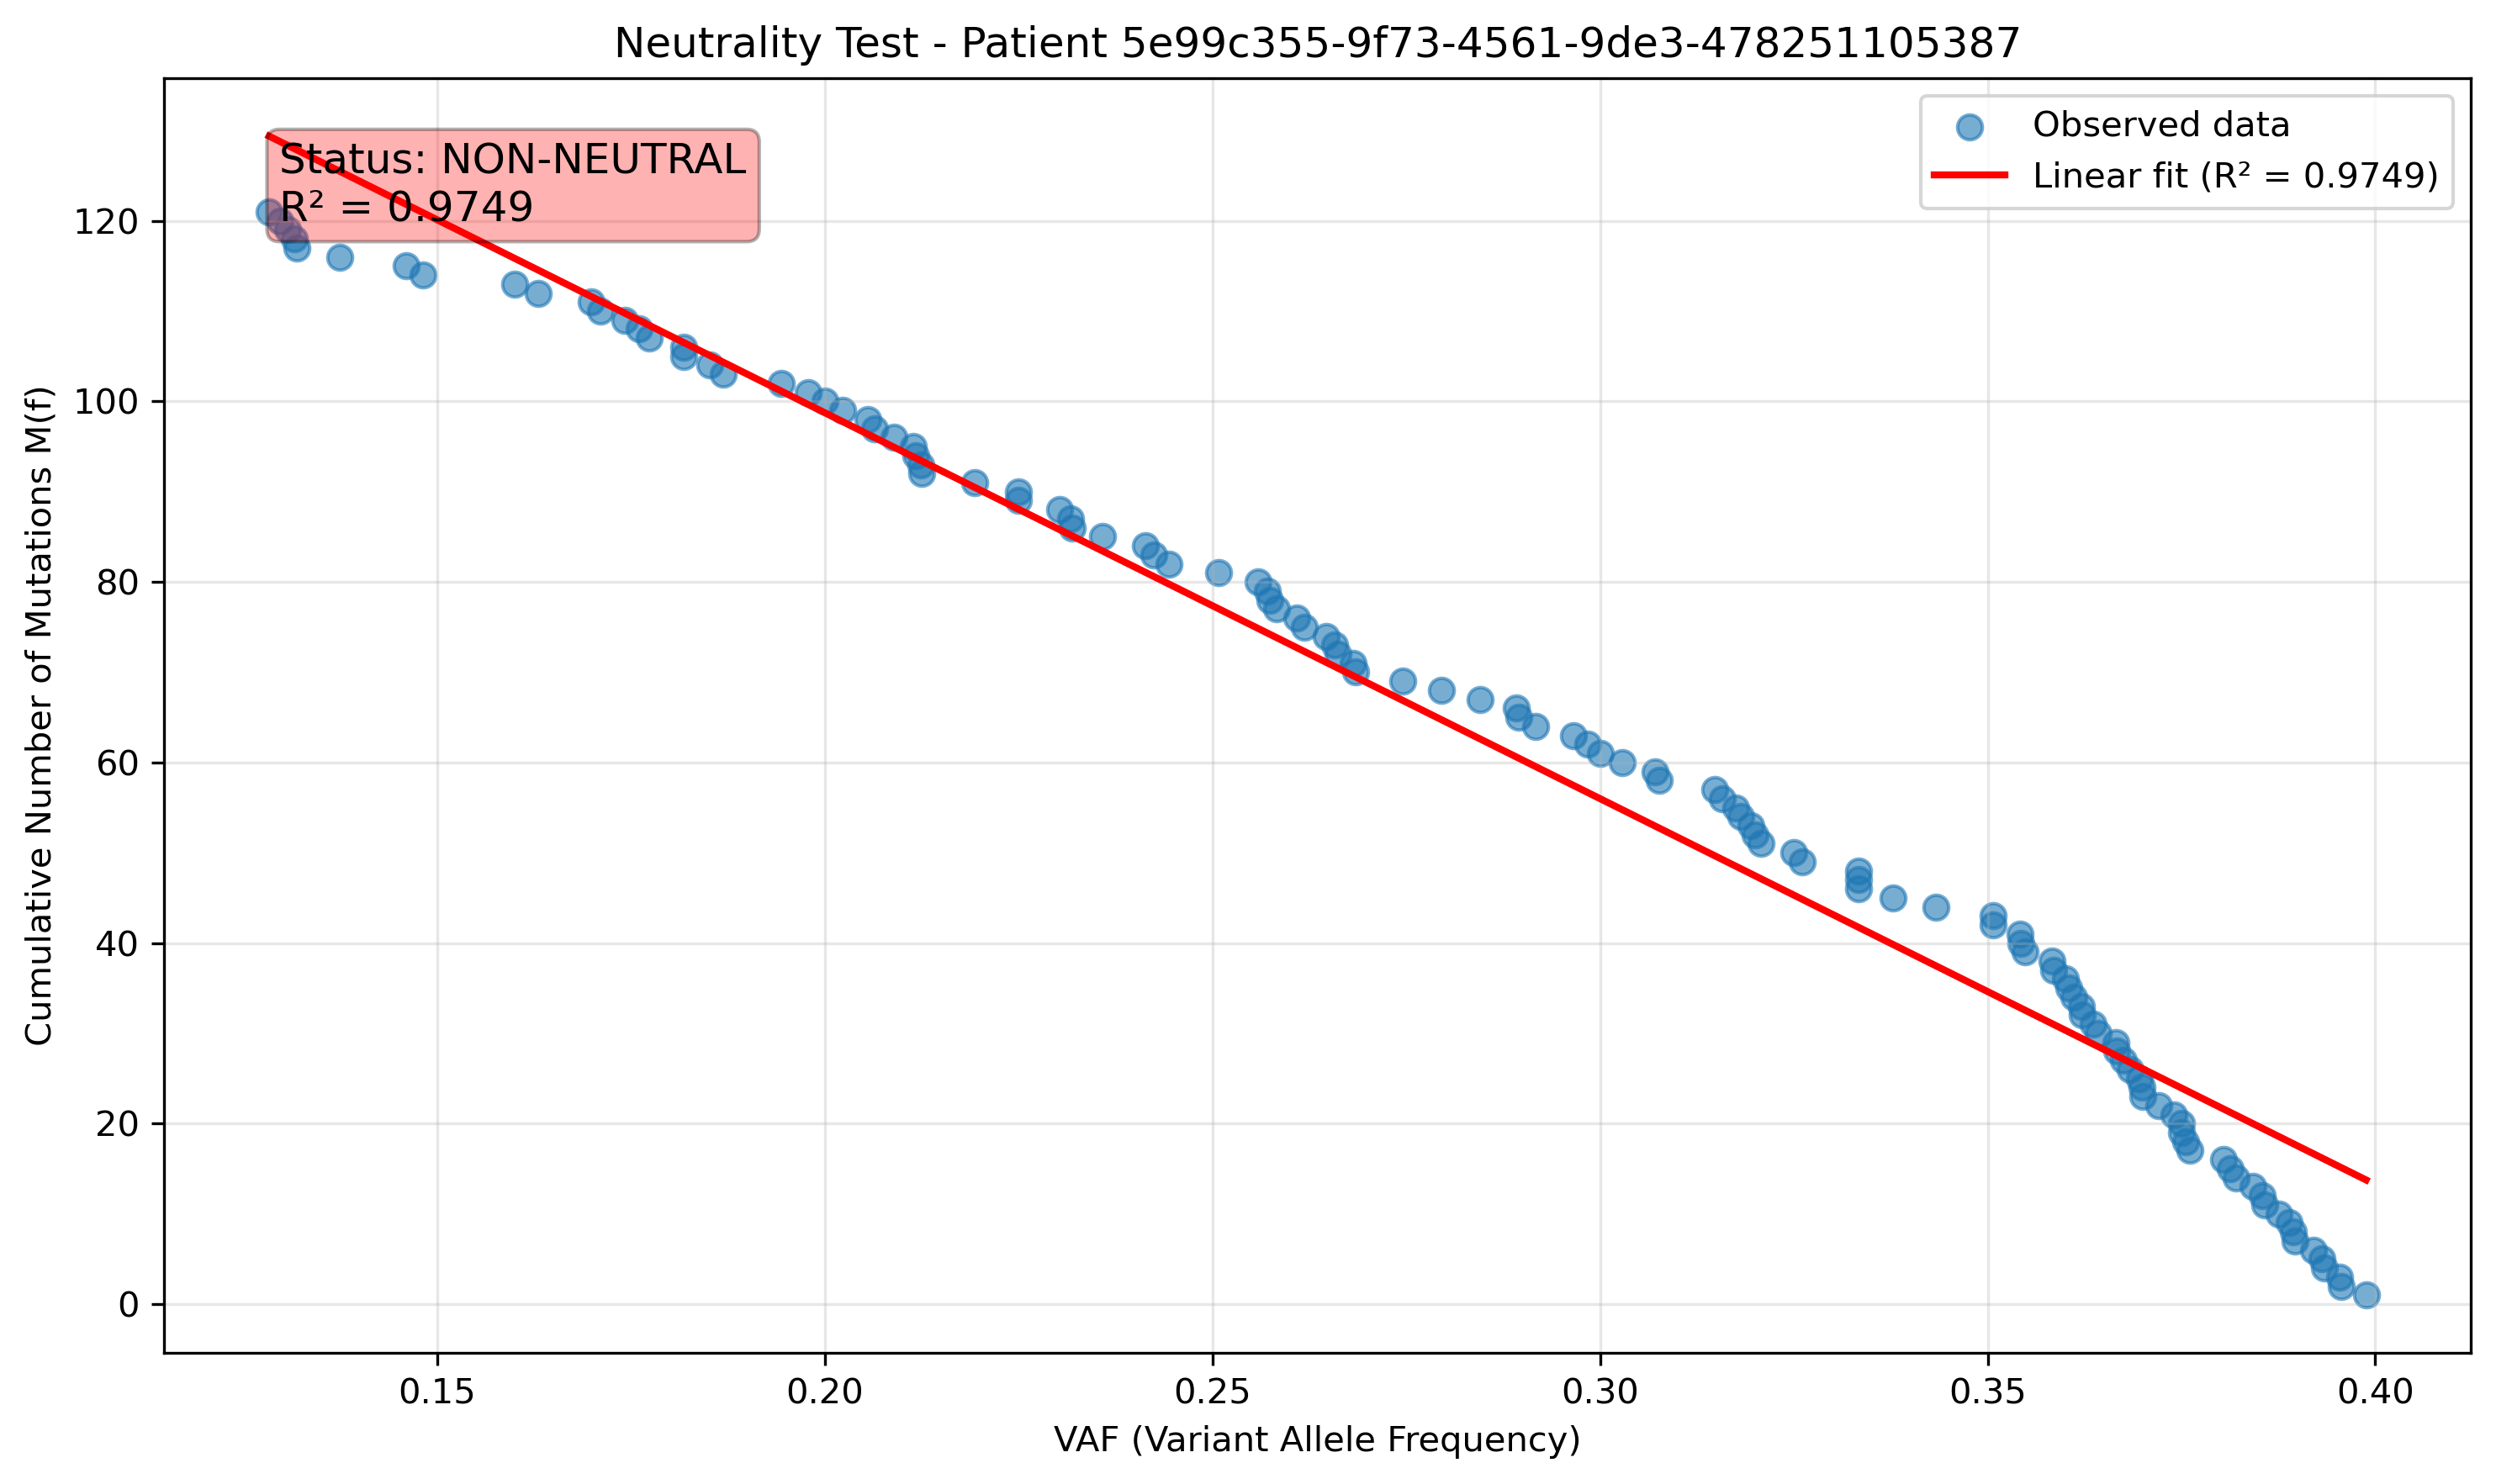 Neutrality Test - Patient 5e99c355-9f73-4561-9de3-478251105387
Status: NON-NEUTRAL
R² = 0.9749
Observed data
Linear fit (R² = 0.9749)
Cumulative Number of Mutations M(f)
120
100
80
60
40
20
0
0.15 0.20 0.25 0.30 0.35 0.40
VAF (Variant Allele Frequency)